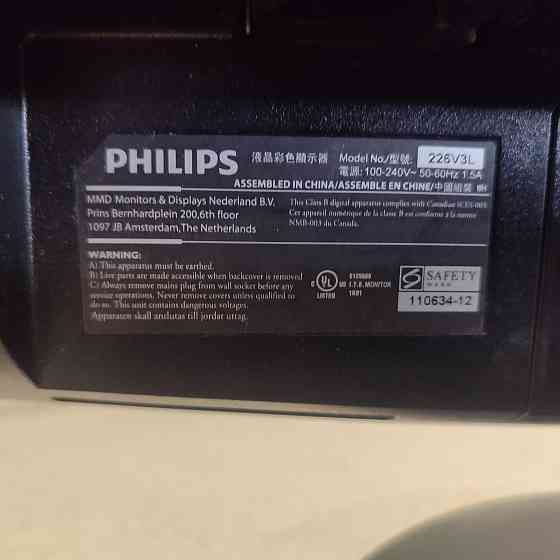 PHILIPS 液晶彩色顯示器 Model No./型號: 226V3L
電源: 100-240V~ 50-60Hz 1.5A
ASSEMBLED IN CHINA/ASSEMBLE EN CHINE/中國組裝
MMD Monitors & Displays Nederland B.V.
Prins Bernhardplein 200,6th floor
1097 JB Amsterdam,The Netherlands
This Class B digital apparatus complies with Canadian ICES-003
Cet appareil numérique de la classe B est conforme à la norme
NMB-003 du Canada.
WARNING:
A) This apparatus must be earthed.
B) Live parts are made accessible when backcover is removed
C) Always remove mains plug from wall socket before any
settings. Never remove covers unless qualified to
do so. This unit contains dangerous voltages.
Apparaten skall anslutas till jordat uttag.
C UL US
LISTED
I.T.E. MONITOR
SAFETY
110634-12